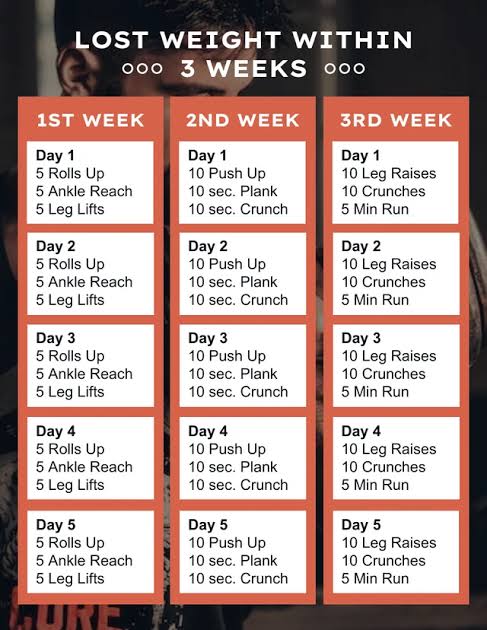 LOST WEIGHT WITHIN
3 WEEKS
1ST WEEK
Day 1
5 Rolls Up
5 Ankle Reach
5 Leg Lifts
Day 2
5 Rolls Up
5 Ankle Reach
5 Leg Lifts
Day 3
5 Rolls Up
5 Ankle Reach
5 Leg Lifts
Day 4
5 Rolls Up
5 Ankle Reach
5 Leg Lifts
Day 5
5 Rolls Up
5 Ankle Reach
5 Leg Lifts
2ND WEEK
Day 1
10 Push Up
10 sec. Plank
10 sec. Crunch
Day 2
10 Push Up
10 sec. Plank
10 sec. Crunch
Day 3
10 Push Up
10 sec. Plank
10 sec. Crunch
Day 4
10 Push Up
10 sec. Plank
10 sec. Crunch
Day 5
10 Push Up
10 sec. Plank
10 sec. Crunch
3RD WEEK
Day 1
10 Leg Raises
10 Crunches
5 Min Run
Day 2
10 Leg Raises
10 Crunches
5 Min Run
Day 3
10 Leg Raises
10 Crunches
5 Min Run
Day 4
10 Leg Raises
10 Crunches
5 Min Run
Day 5
10 Leg Raises
10 Crunches
5 Min Run